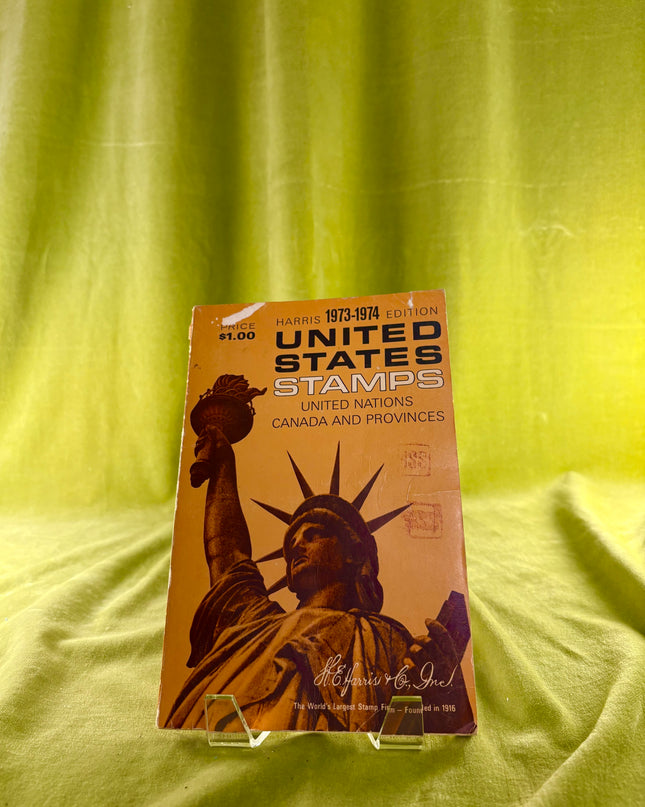 PRICE
$1.00
HARRIS 1973-1974 EDITION
UNITED
STATES
STAMPS
UNITED NATIONS
CANADA AND PROVINCES
H.E. Harris & Co., Inc.
The World's Largest Stamp Firm — Founded in 1916